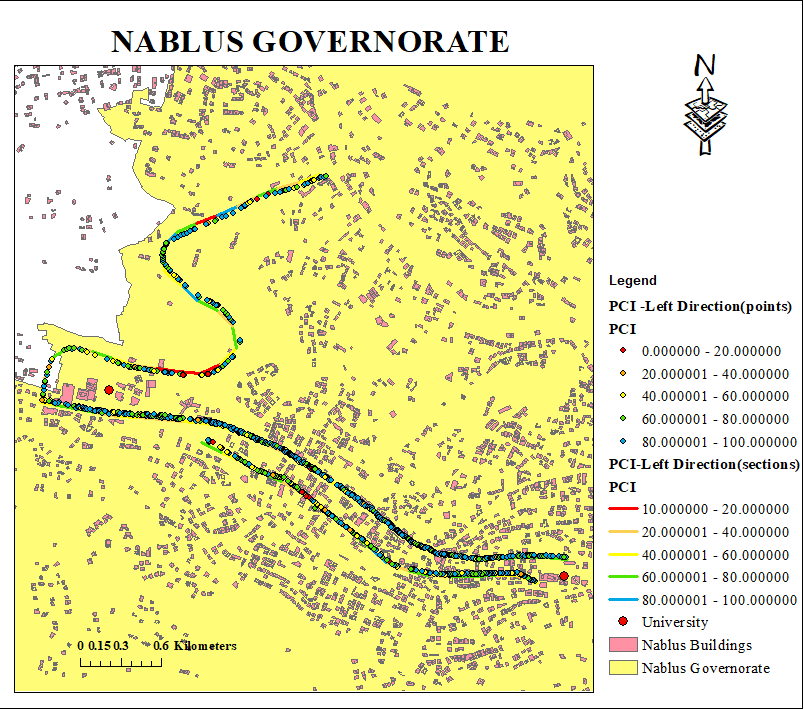 NABLUS GOVERNORATE
N
Legend
PCI -Left Direction(points)
PCI
0.000000 - 20.000000
20.000001 - 40.000000
40.000001 - 60.000000
60.000001 - 80.000000
80.000001 - 100.000000
PCI-Left Direction(sections)
PCI
10.000000 - 20.000000
20.000001 - 40.000000
40.000001 - 60.000000
60.000001 - 80.000000
80.000001 - 100.000000
University
Nablus Buildings
Nablus Governorate
0 0.15 0.3 0.6 Kilometers